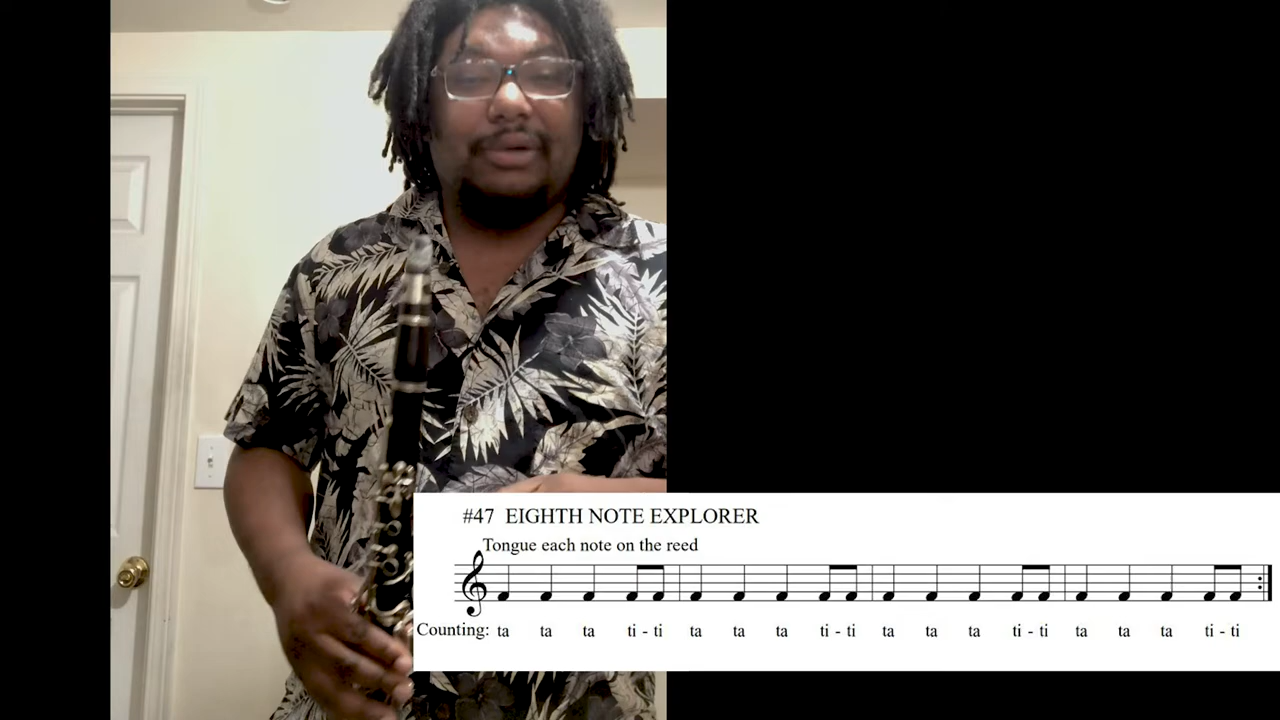 #47 EIGHTH NOTE EXPLORER
Tongue each note on the reed
Counting: ta ta ta ti - ti ta ta ta ti - ti ta ta ta ti - ti ta ta ta ti - ti